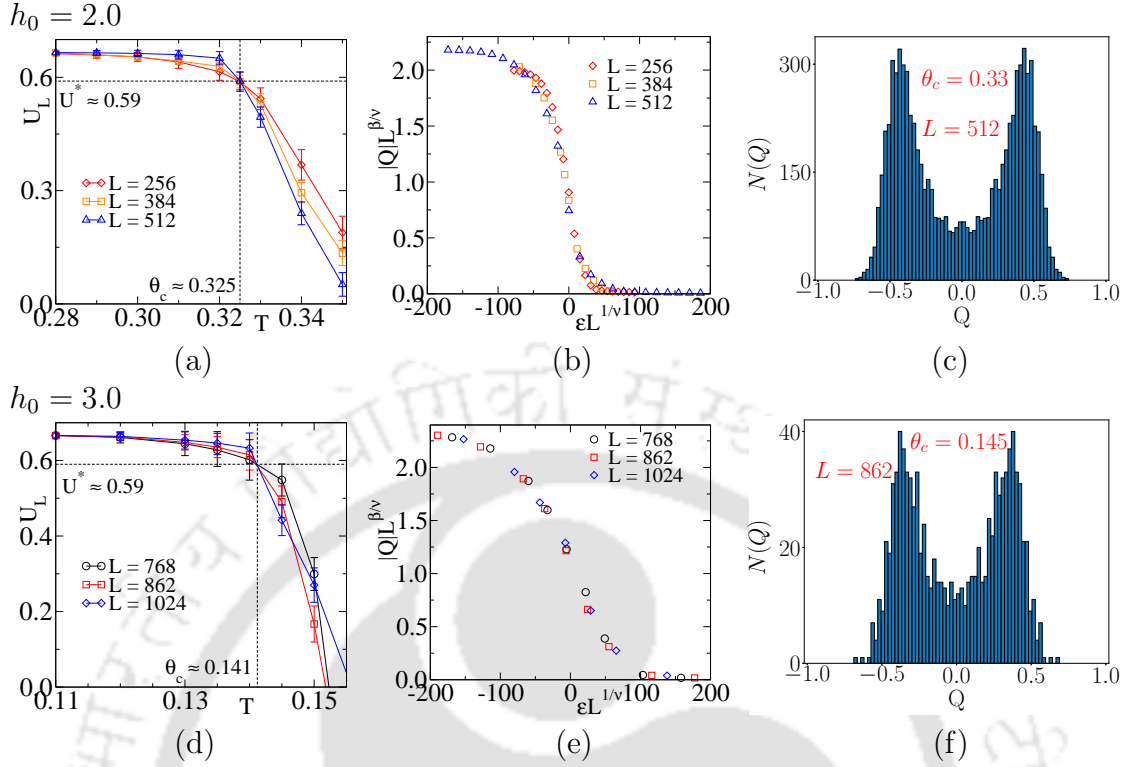 h₀ = 2.0
U_L
0.6
0.3
0.0
U* ≈ 0.59
L = 256
L = 384
L = 512
θ_c ≈ 0.325
0.28 0.30 0.32 0.34
T
(a)
|Q|L^{β/ν}
2.0
1.5
1.0
0.5
0.0
L = 256
L = 384
L = 512
-200 -100 0 100 200
εL^{1/ν}
(b)
N(Q)
300
150
0
θ_c = 0.33
L = 512
−1.0 −0.5 0.0 0.5 1.0
Q
(c)
h₀ = 3.0
U_L
0.6
0.4
0.2
0.0
U* ≈ 0.59
L = 768
L = 862
L = 1024
θ_c ≈ 0.141
0.11 0.13 0.15
T
(d)
|Q|L^{β/ν}
2.0
1.5
1.0
0.5
0.0
L = 768
L = 862
L = 1024
-200 -100 0 100 200
εL^{1/ν}
(e)
N(Q)
40
20
0
θ_c = 0.145
L = 862
−1.0 −0.5 0.0 0.5 1.0
Q
(f)